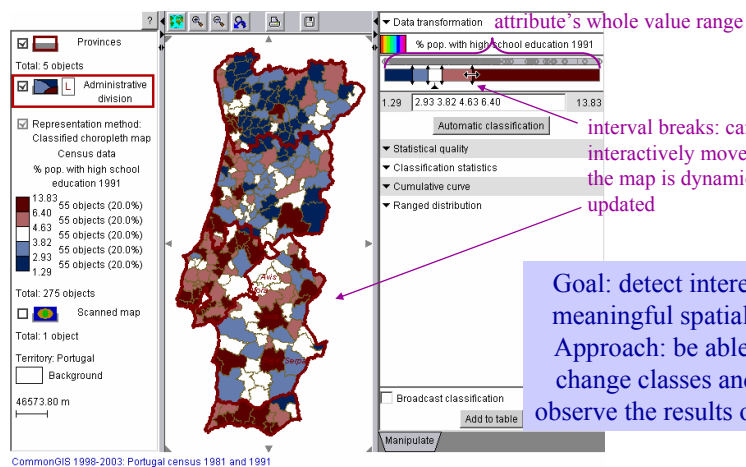 ?
Provinces
Total: 5 objects
L
Administrative
division
Representation method:
Classified choropleth map
Census data
% pop. with high school
education 1991
13.83
55 objects (20.0%)
6.40
55 objects (20.0%)
4.63
55 objects (20.0%)
3.82
55 objects (20.0%)
2.93
55 objects (20.0%)
1.29
Total: 275 objects
Scanned map
Total: 1 object
Territory: Portugal
Background
46573.80 m
CommonGIS 1998-2003: Portugal census 1981 and 1991
Aws
Mora
Serpa
Data transformation
attribute's whole value range
% pop. with high school education 1991
1.29
2.93 3.82 4.63 6.40
13.83
Automatic classification
Statistical quality
Classification statistics
Cumulative curve
Ranged distribution
interval breaks: ca
interactively move
the map is dynamic
updated
Goal: detect intere
meaningful spatial
Approach: be able
change classes and
observe the results o
Broadcast classification
Add to table
Manipulate